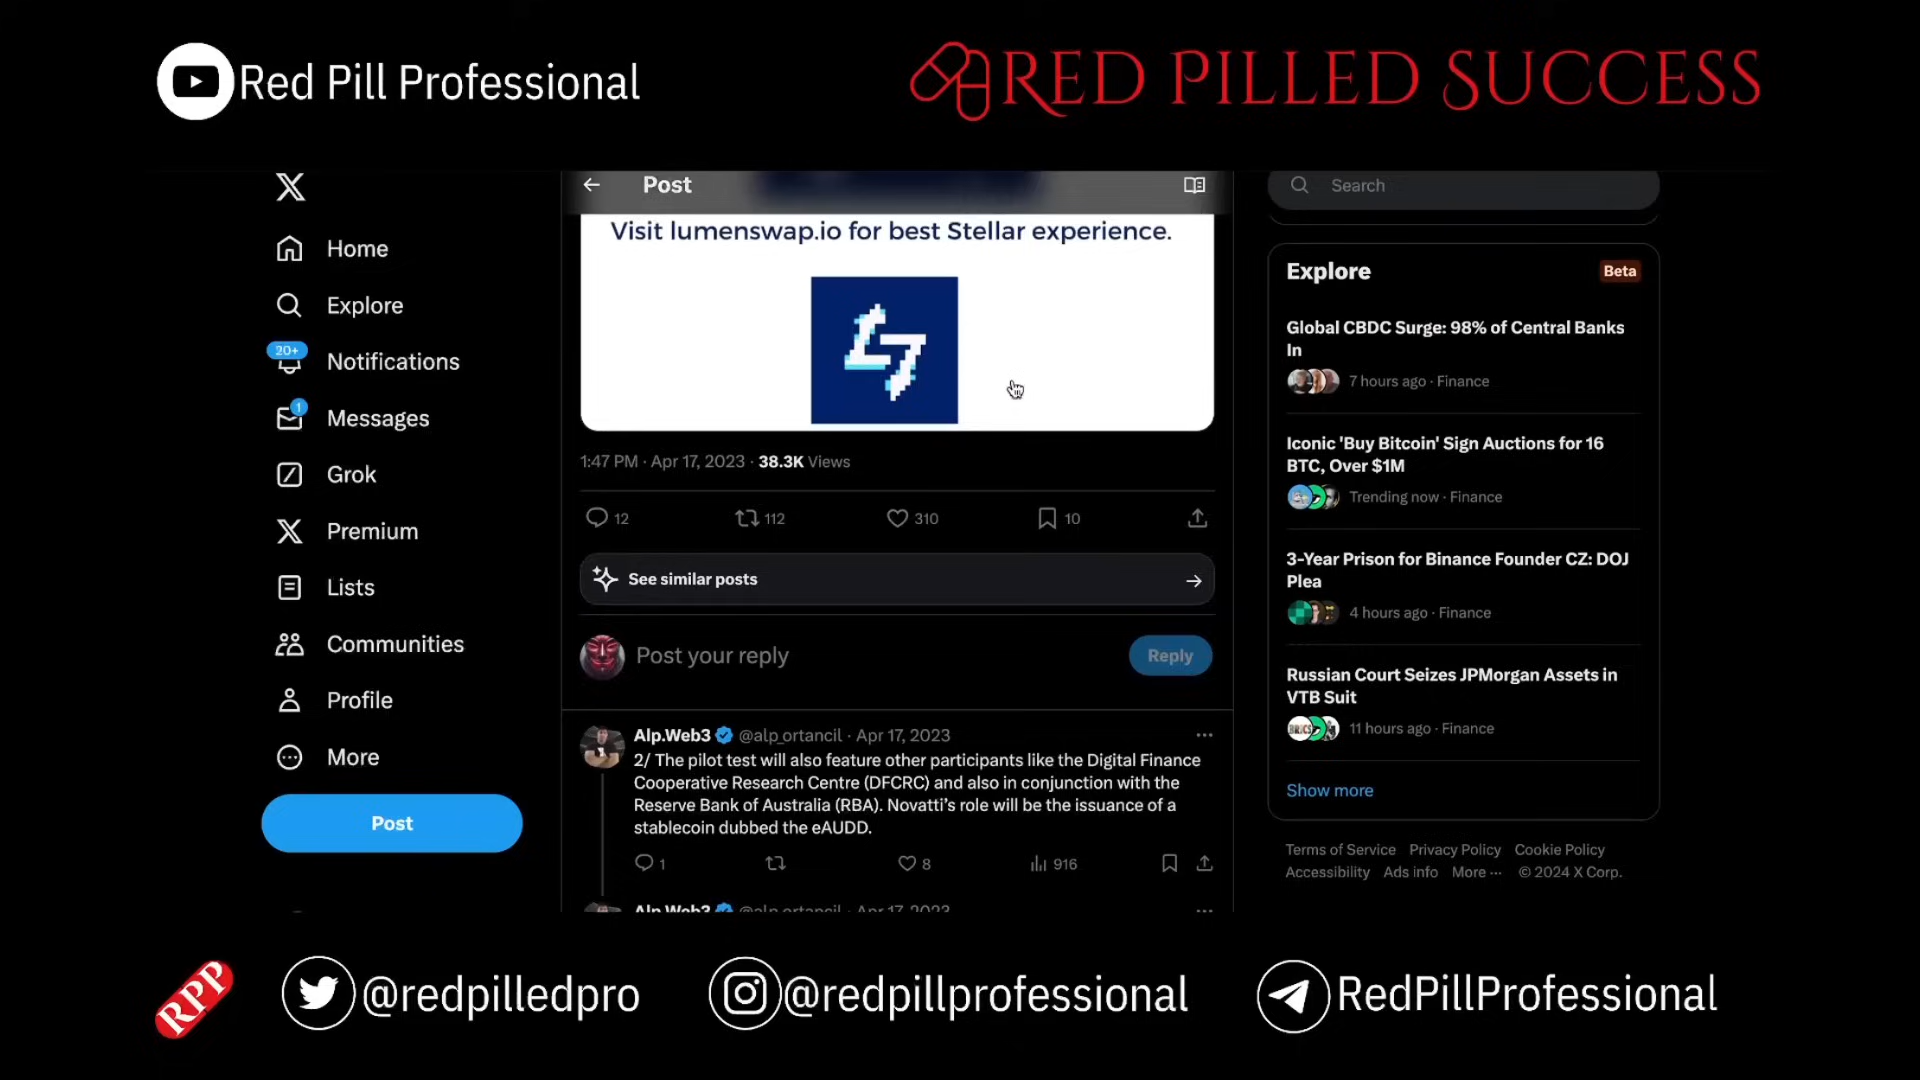 Red Pill Professional
RED PILLED SUCCESS
Post
Search
Visit lumenswap.io for best Stellar experience.
Home
Explore
20+
Notifications
1
Messages
Grok
Premium
Lists
Communities
Profile
More
Post
1:47 PM · Apr 17, 2023 · 38.3K Views
12
112
310
10
See similar posts
Post your reply
Reply
Alp.Web3 @alp_ortancil · Apr 17, 2023
2/ The pilot test will also feature other participants like the Digital Finance
Cooperative Research Centre (DFCRC) and also in conjunction with the
Reserve Bank of Australia (RBA). Novatti’s role will be the issuance of a
stablecoin dubbed the eAUDD.
1
8
916
Alp.Web3 @alp_ortancil · Apr 17, 2023
Explore
Beta
Global CBDC Surge: 98% of Central Banks
In
7 hours ago · Finance
Iconic 'Buy Bitcoin' Sign Auctions for 16
BTC, Over $1M
Trending now · Finance
3-Year Prison for Binance Founder CZ: DOJ
Plea
4 hours ago · Finance
Russian Court Seizes JPMorgan Assets in
VTB Suit
11 hours ago · Finance
Show more
Terms of Service Privacy Policy Cookie Policy
Accessibility Ads info More ··· © 2024 X Corp.
RPP
@redpilledpro
@redpillprofessional
RedPillProfessional